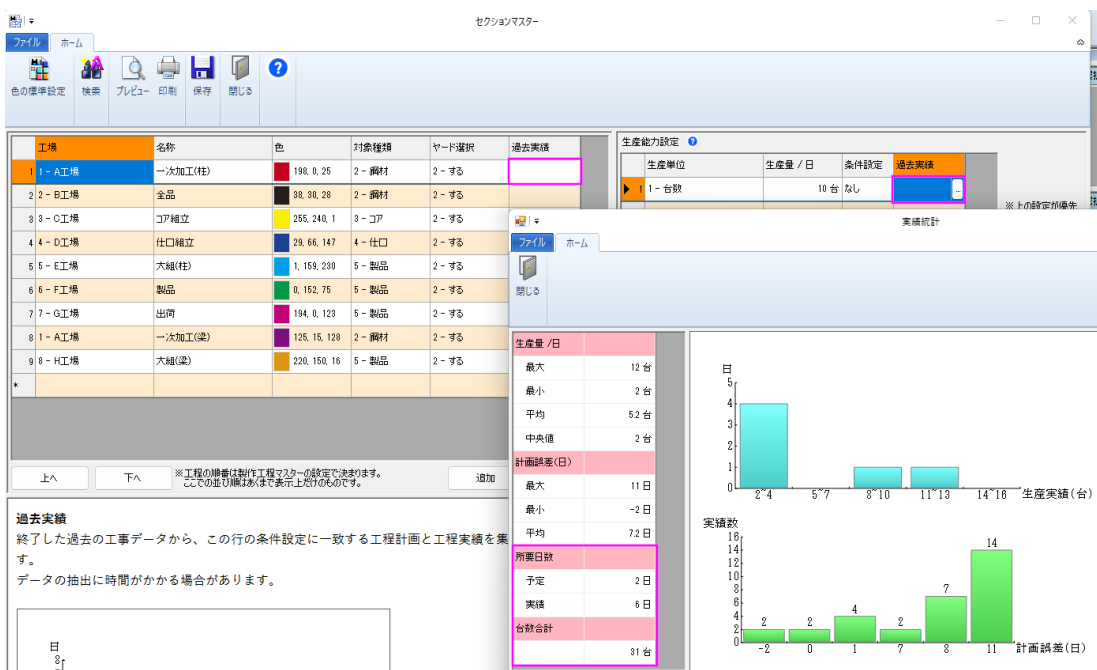 セクションマスター
ファイル ホーム
色の標準設定 検索 プレビュー 印刷 保存 閉じる
工場 名称 色 対象種類 ヤード選択 過去実績
1 1 - A工場 一次加工(柱) 198, 0, 25 2 - 鋼材 2 - する
2 2 - B工場 全品 38, 30, 28 2 - 鋼材 2 - する
3 3 - C工場 コア組立 255, 240, 1 3 - コア 2 - する
4 4 - D工場 仕口組立 29, 66, 147 4 - 仕口 2 - する
5 5 - E工場 大組(柱) 1, 159, 230 5 - 製品 2 - する
6 6 - F工場 製品 0, 152, 75 5 - 製品 2 - する
7 7 - G工場 出荷 194, 0, 123 5 - 製品 2 - する
8 1 - A工場 一次加工(梁) 125, 15, 128 2 - 鋼材 2 - する
9 8 - H工場 大組(梁) 220, 150, 16 5 - 製品 2 - する
*
上へ 下へ ※工程の順番は製作工程マスターの設定で決まります。
ここでの並び順はあくまで表示上だけのものです。
追加
生産能力設定 ?
生産単位 生産量 / 日 条件設定 過去実績
1 1 - 台数 10 台 なし ...
※上の設定が優先
過去実績
終了した過去の工事データから、この行の条件設定に一致する工程計画と工程実績を集
す。
データの抽出に時間がかかる場合があります。
日
8
実績統計
ファイル ホーム
閉じる
生産量 /日
最大 12 台
最小 2 台
平均 5.2 台
中央値 2 台
計画誤差(日)
最大 11 日
最小 -2 日
平均 7.2 日
所要日数
予定 2 日
実績 6 日
台数合計
31 台
日
5
4
3
2
1
0
2~4 5~7 8~10 11~13 14~16 生産実績(台)
実績数
16
14
12
10
8
6
4
2
0
2 2 4 2 7 14
-2 0 1 7 8 11 計画誤差(日)